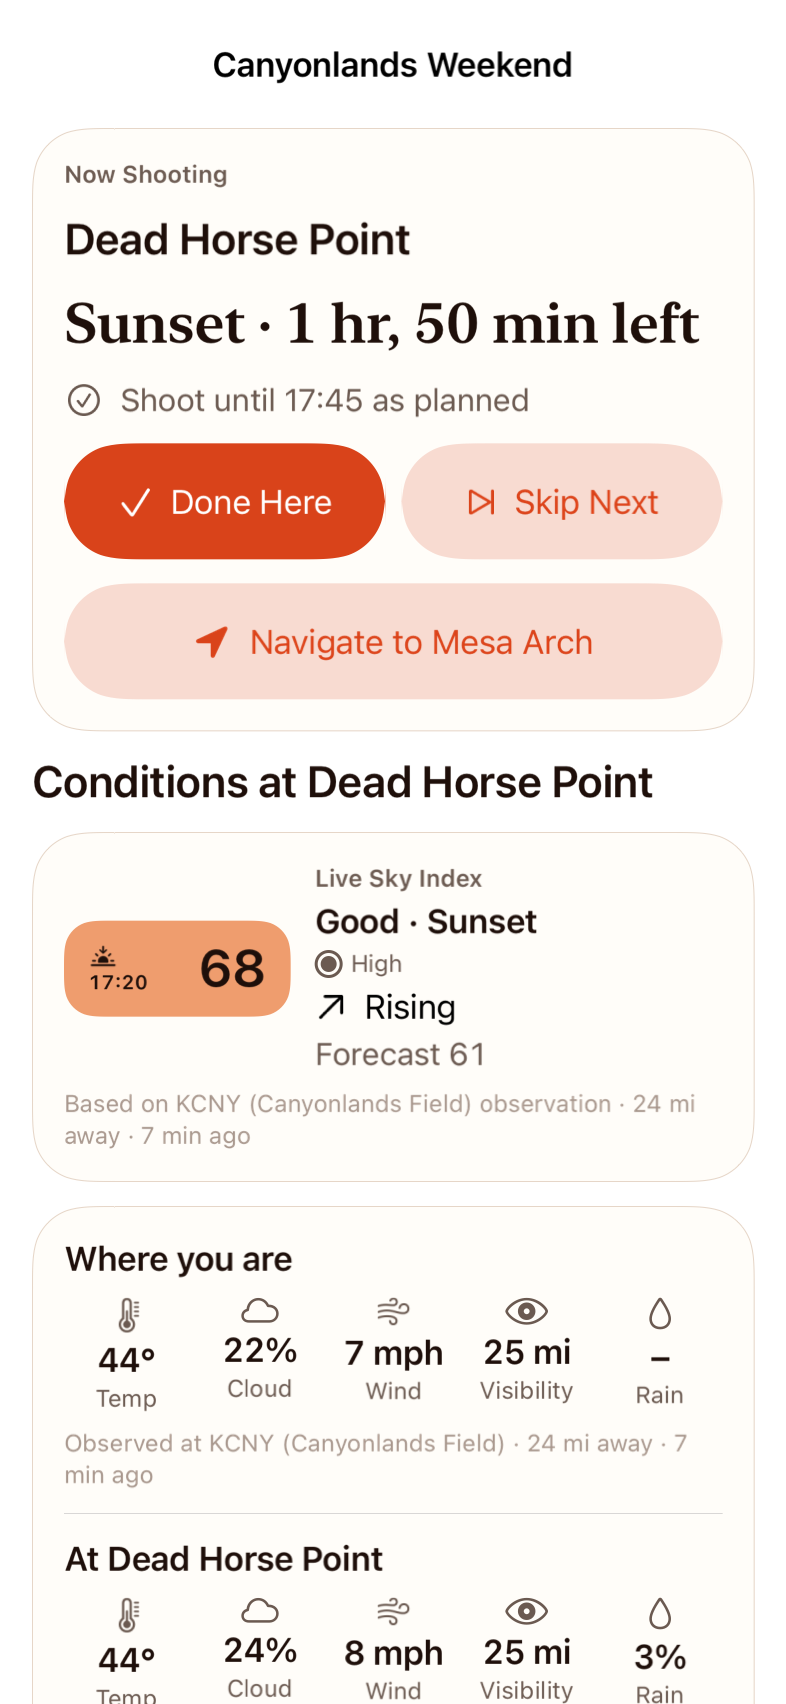 Canyonlands Weekend
Now Shooting
Dead Horse Point
Sunset · 1 hr, 50 min left
Shoot until 17:45 as planned
Done Here
Skip Next
Navigate to Mesa Arch
Conditions at Dead Horse Point
17:20
68
Live Sky Index
Good · Sunset
High
Rising
Forecast 61
Based on KCNY (Canyonlands Field) observation · 24 mi
away · 7 min ago
Where you are
44° 22% 7 mph 25 mi –
Temp Cloud Wind Visibility Rain
Observed at KCNY (Canyonlands Field) · 24 mi away · 7
min ago
At Dead Horse Point
44° 24% 8 mph 25 mi 3%
Temp Cloud Wind Visibility Rain